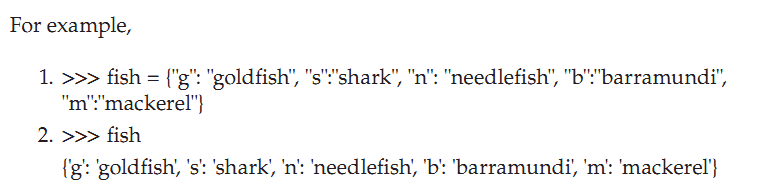 For example,
1. >>> fish = {"g": "goldfish", "s":"shark", "n": "needlefish", "b":"barramundi",
"m":"mackerel"}
2. >>> fish
{'g': 'goldfish', 's': 'shark', 'n': 'needlefish', 'b': 'barramundi', 'm': 'mackerel'}